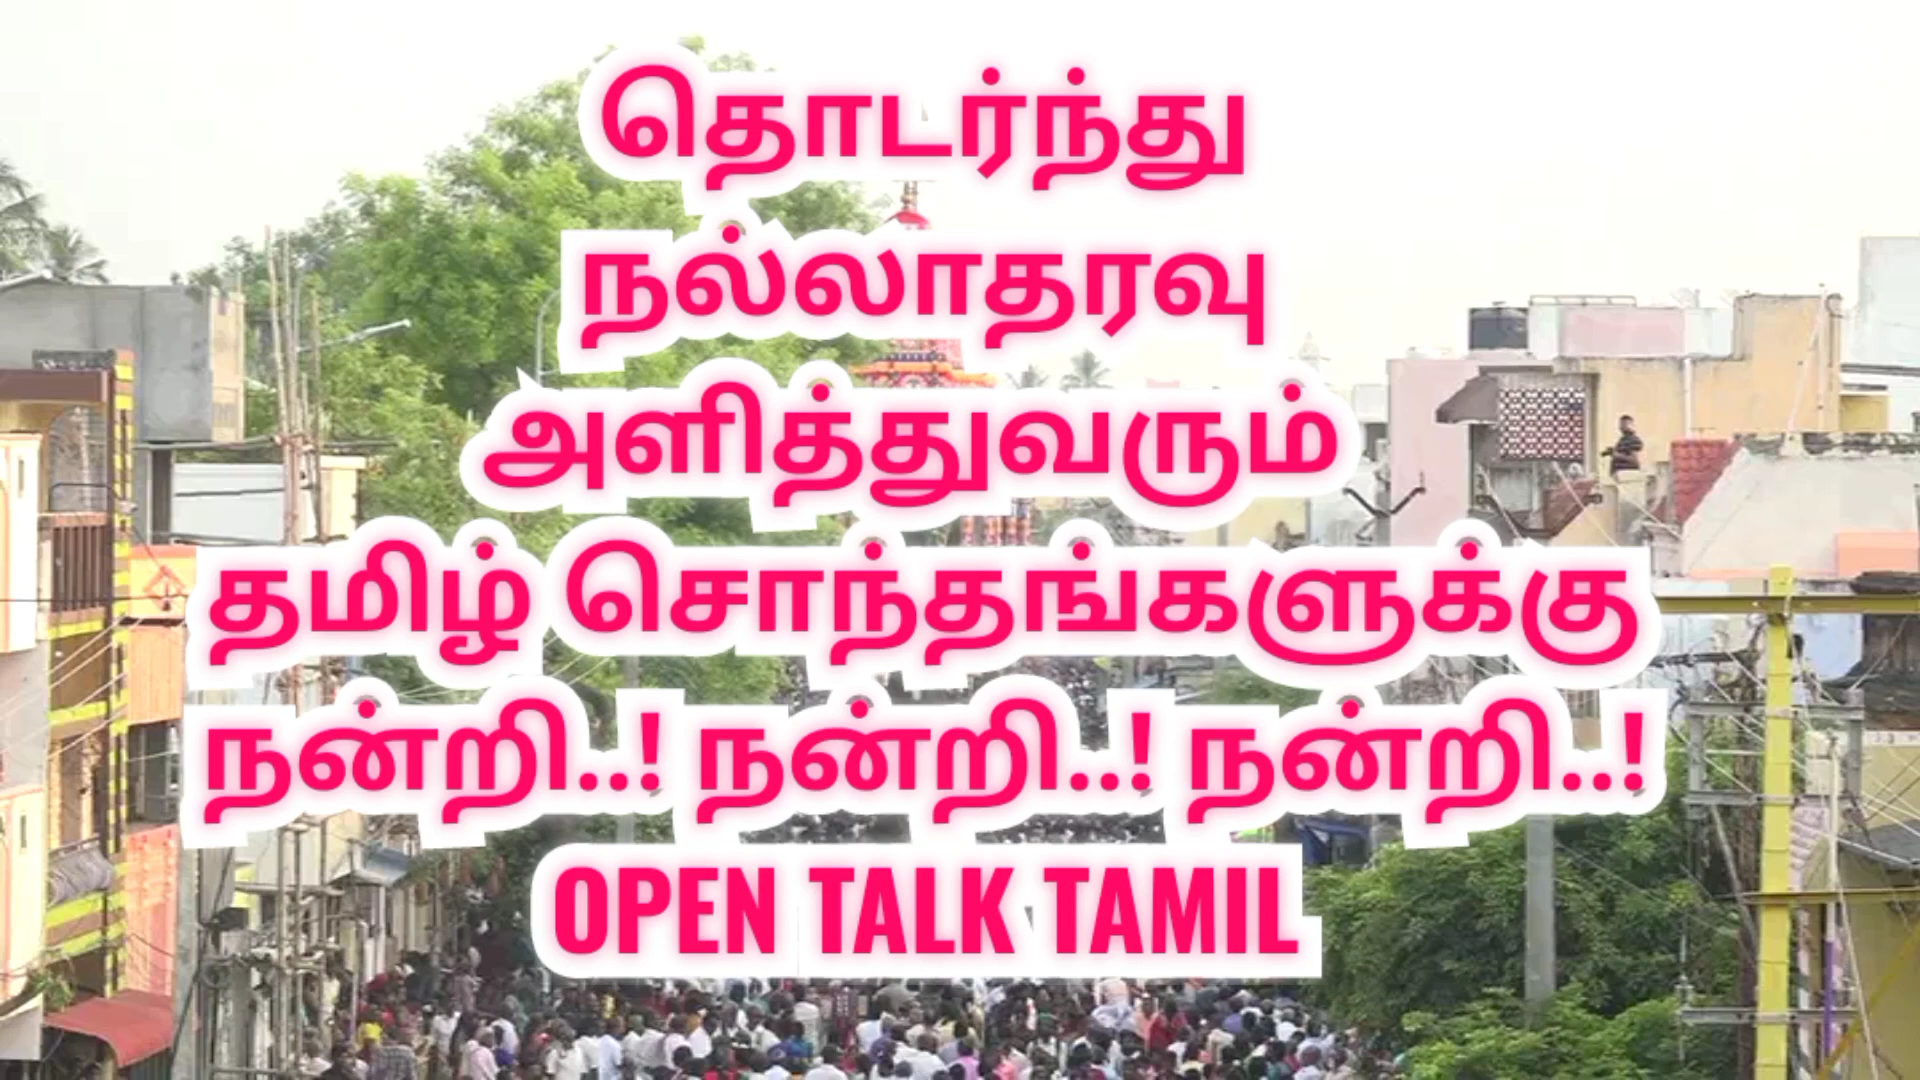 தொடர்ந்து
நல்லாதரவு
அளித்துவரும்
தமிழ் சொந்தங்களுக்கு
நன்றி..! நன்றி..! நன்றி..!
OPEN TALK TAMIL